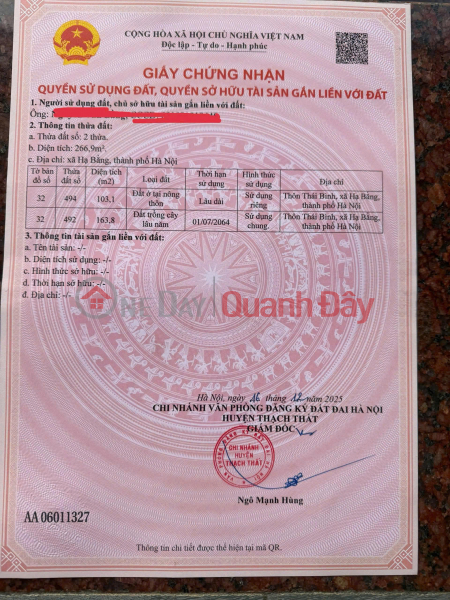 CỘNG HÒA XÃ HỘI CHỦ NGHĨA VIỆT NAM
Độc lập - Tự do - Hạnh phúc
GIẤY CHỨNG NHẬN
QUYỀN SỬ DỤNG ĐẤT, QUYỀN SỞ HỮU TÀI SẢN GẮN LIỀN VỚI ĐẤT
1. Người sử dụng đất, chủ sở hữu tài sản gắn liền với đất:
Ông:
2. Thông tin thửa đất:
a. Thửa đất số: 2 thửa.
b. Diện tích: 266,9m².
c. Địa chỉ: xã Hạ Bằng, thành phố Hà Nội
Tờ bản đồ số Thửa đất số Diện tích (m2) Loại đất Thời hạn sử dụng Hình thức sử dụng Địa chỉ
32 494 103,1 Đất ở tại nông thôn Lâu dài Sử dụng riêng Thôn Thái Bình, xã Hạ Bằng, thành phố Hà Nội
32 492 163,8 Đất trồng cây lâu năm 01/07/2064 Sử dụng chung Thôn Thái Bình, xã Hạ Bằng, thành phố Hà Nội
3. Thông tin tài sản gắn liền với đất:
a. Tên tài sản: -/-
b. Diện tích sử dụng: -/-
c. Hình thức sở hữu: -/-
d. Thời hạn sở hữu: -/-
đ. Địa chỉ: -/-
Quanh Đây
Hà Nội, ngày 16 tháng 12 năm 2025
CHI NHÁNH VĂN PHÒNG ĐĂNG KÝ ĐẤT ĐAI HÀ NỘI
HUYỆN THẠCH THẤT
GIÁM ĐỐC
CHI NHÁNH
HUYỆN
THẠCH THẤT
Ngô Mạnh Hùng
AA 06011327
Thông tin chi tiết được thể hiện tại mã QR.